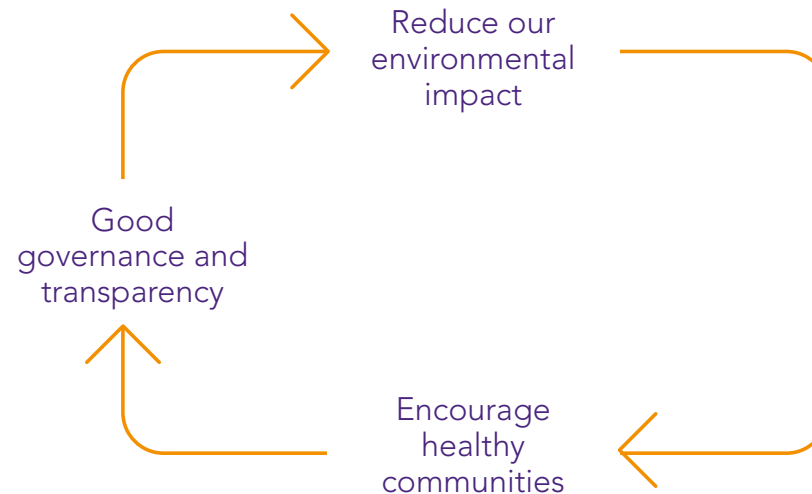 Reduce our
environmental
impact
Good
governance and
transparency
Encourage
healthy
communities